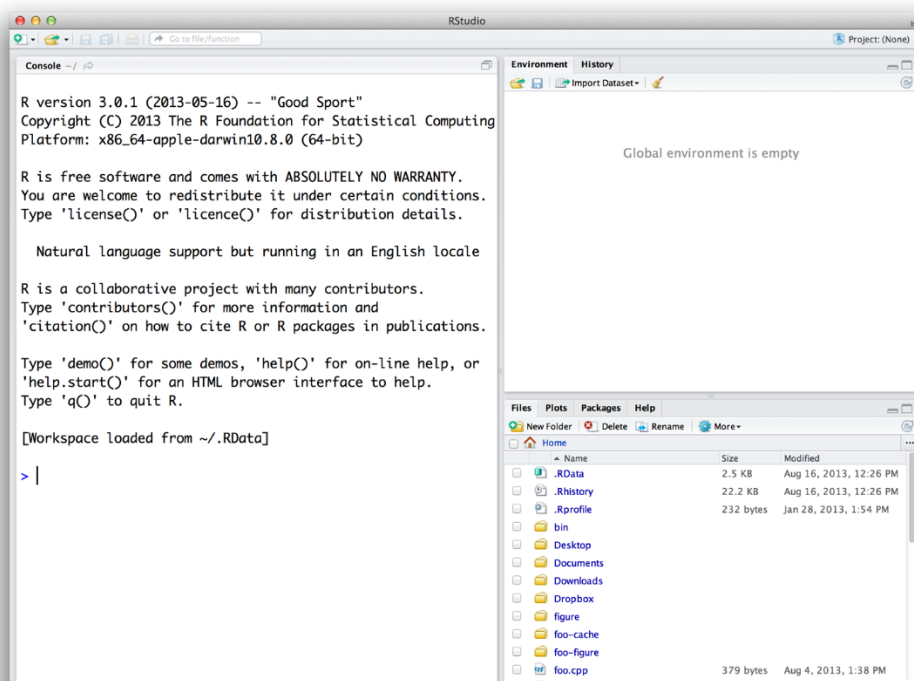 RStudio
Go to file/function
Project: (None)
Console ~/
R version 3.0.1 (2013-05-16) -- "Good Sport"
Copyright (C) 2013 The R Foundation for Statistical Computing
Platform: x86_64-apple-darwin10.8.0 (64-bit)
R is free software and comes with ABSOLUTELY NO WARRANTY.
You are welcome to redistribute it under certain conditions.
Type 'license()' or 'licence()' for distribution details.
Natural language support but running in an English locale
R is a collaborative project with many contributors.
Type 'contributors()' for more information and
'citation()' on how to cite R or R packages in publications.
Type 'demo()' for some demos, 'help()' for on-line help, or
'help.start()' for an HTML browser interface to help.
Type 'q()' to quit R.
[Workspace loaded from ~/.RData]
>
Environment History
Import Dataset
Global environment is empty
Files Plots Packages Help
New Folder Delete Rename More
Home ...
Name Size Modified
.RData 2.5 KB Aug 16, 2013, 12:26 PM
.Rhistory 22.2 KB Aug 16, 2013, 12:26 PM
.Rprofile 232 bytes Jan 28, 2013, 1:54 PM
bin
Desktop
Documents
Downloads
Dropbox
figure
foo-cache
foo-figure
foo.cpp 379 bytes Aug 4, 2013, 1:38 PM